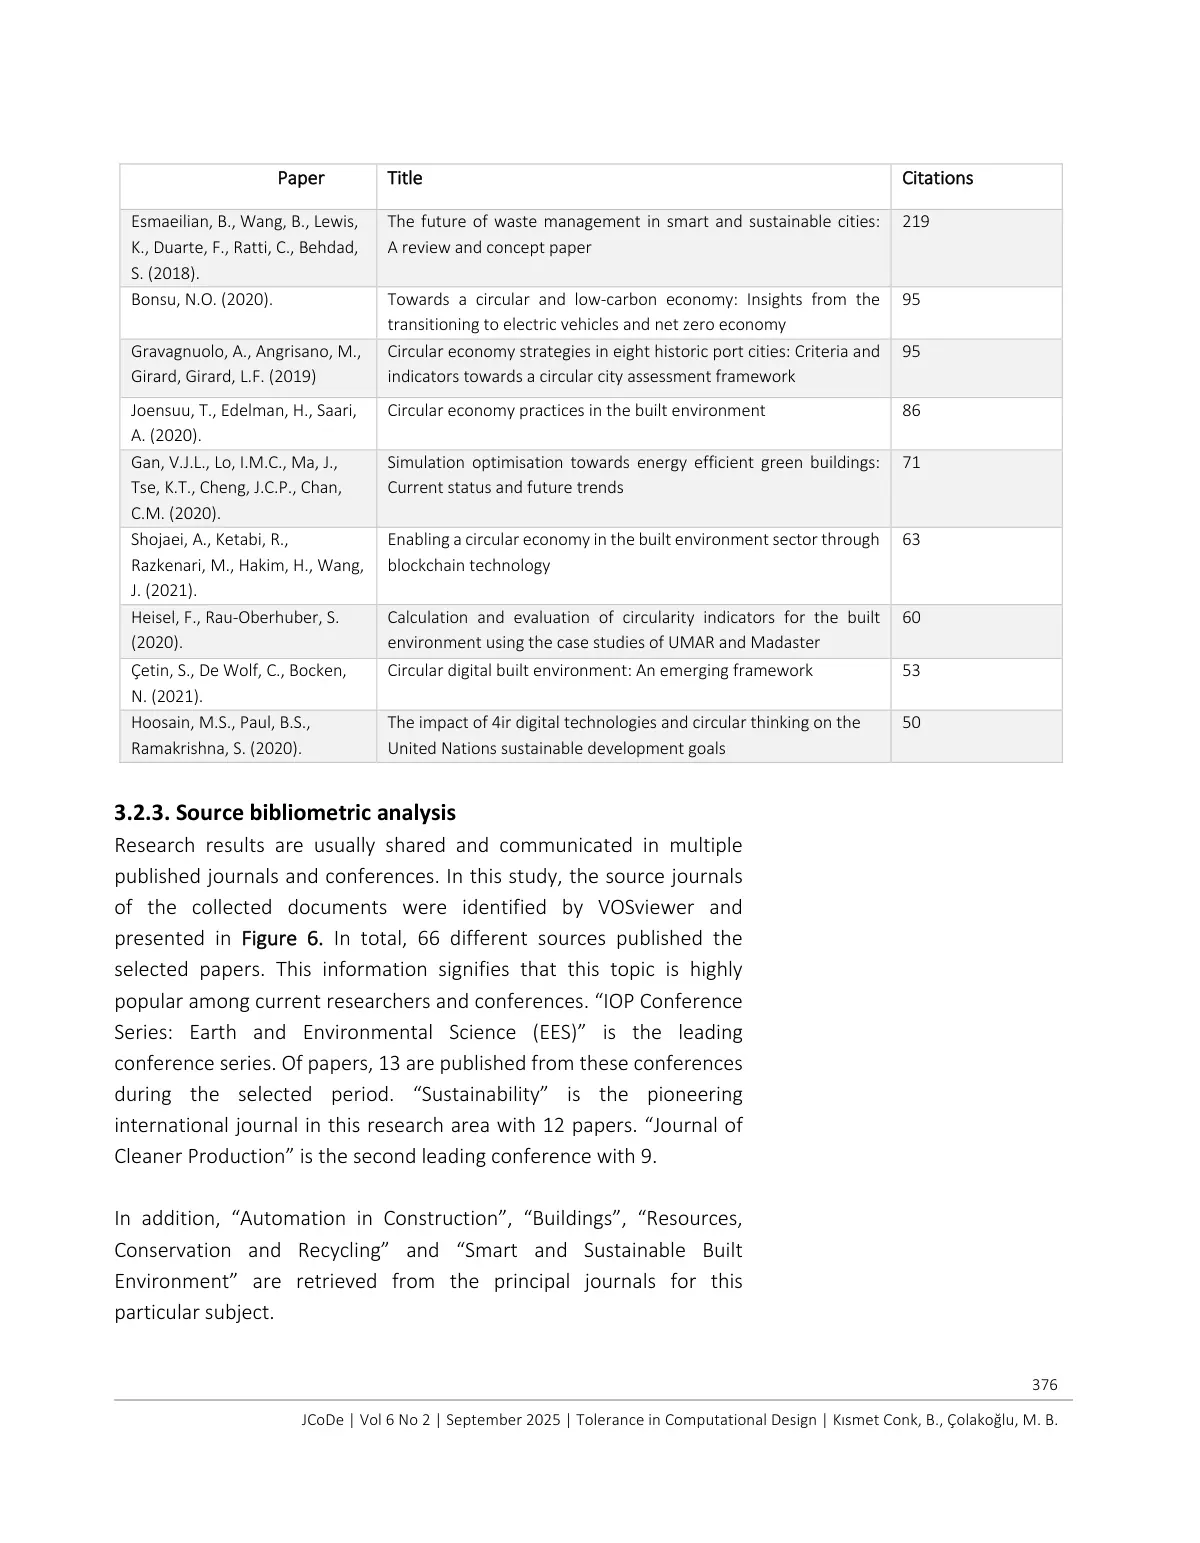 Paper Title Citations
Esmaeilian, B., Wang, B., Lewis,
K., Duarte, F., Ratti, C., Behdad,
S. (2018).
The future of waste management in smart and sustainable cities:
A review and concept paper
219
Bonsu, N.O. (2020).
Towards a circular and low-carbon economy: Insights from the
transitioning to electric vehicles and net zero economy
95
Gravagnuolo, A., Angrisano, M.,
Girard, Girard, L.F. (2019)
Circular economy strategies in eight historic port cities: Criteria and
indicators towards a circular city assessment framework
95
Joensuu, T., Edelman, H., Saari,
A. (2020).
Circular economy practices in the built environment
86
Gan, V.J.L., Lo, I.M.C., Ma, J.,
Tse, K.T., Cheng, J.C.P., Chan,
C.M. (2020).
Simulation optimisation towards energy efficient green buildings:
Current status and future trends
71
Shojaei, A., Ketabi, R.,
Razkenari, M., Hakim, H., Wang,
J. (2021).
Enabling a circular economy in the built environment sector through
blockchain technology
63
Heisel, F., Rau-Oberhuber, S.
(2020).
Calculation and evaluation of circularity indicators for the built
environment using the case studies of UMAR and Madaster
60
Çetin, S., De Wolf, C., Bocken,
N. (2021).
Circular digital built environment: An emerging framework
53
Hoosain, M.S., Paul, B.S.,
Ramakrishna, S. (2020).
The impact of 4ir digital technologies and circular thinking on the
United Nations sustainable development goals
50
3.2.3. Source bibliometric analysis
Research results are usually shared and communicated in multiple
published journals and conferences. In this study, the source journals
of the collected documents were identified by VOSviewer and
presented in Figure 6. In total, 66 different sources published the
selected papers. This information signifies that this topic is highly
popular among current researchers and conferences. “IOP Conference
Series: Earth and Environmental Science (EES)” is the leading
conference series. Of papers, 13 are published from these conferences
during the selected period. “Sustainability” is the pioneering
international journal in this research area with 12 papers. “Journal of
Cleaner Production” is the second leading conference with 9.
In addition, “Automation in Construction”, “Buildings”, “Resources,
Conservation and Recycling” and “Smart and Sustainable Built
Environment” are retrieved from the principal journals for this
particular subject.
376
JCoDe | Vol 6 No 2 | September 2025 | Tolerance in Computational Design | Kısmet Conk, B., Çolakoğlu, M. B.